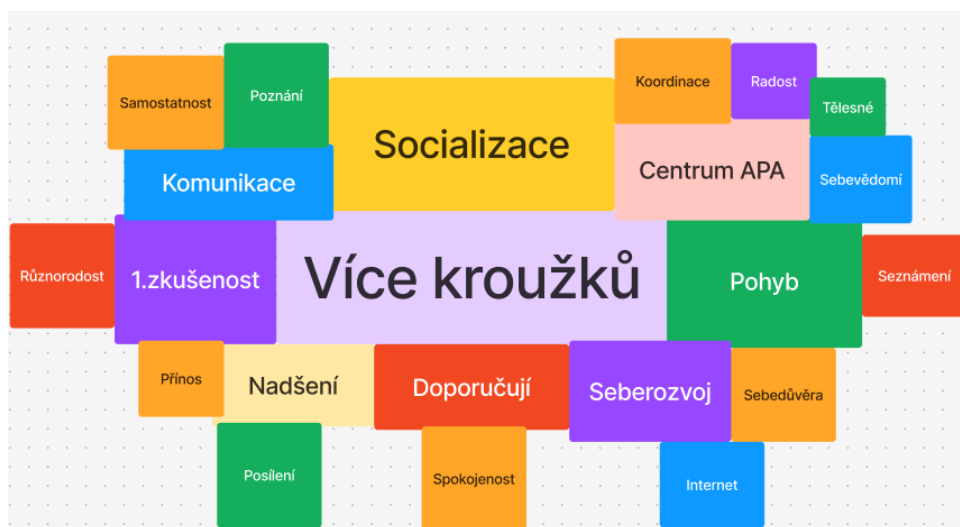 Samostatnost
Poznání
Socializace
Koordinace
Radost
Tělesné
Komunikace
Centrum APA
Sebevědomí
Různorodost
1.zkušenost
Více kroužků
Pohyb
Seznámení
Přínos
Nadšení
Doporučují
Seberozvoj
Sebedůvěra
Posílení
Spokojenost
Internet